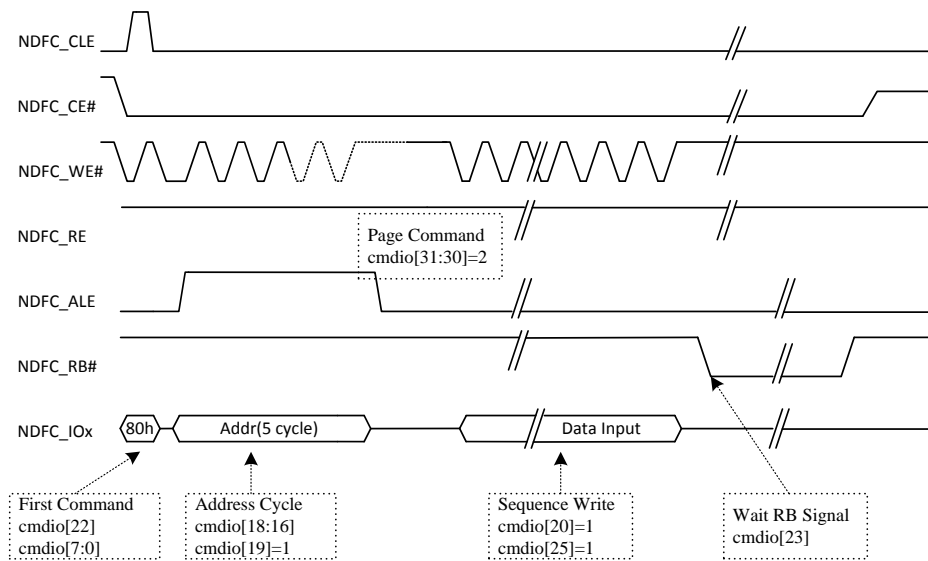 NDFC_CLE
NDFC_CE#
NDFC_WE#
NDFC_RE
Page Command
cmdio[31:30]=2
NDFC_ALE
NDFC_RB#
NDFC_IOx
80h
Addr(5 cycle)
Data Input
First Command
cmdio[22]
cmdio[7:0]
Address Cycle
cmdio[18:16]
cmdio[19]=1
Sequence Write
cmdio[20]=1
cmdio[25]=1
Wait RB Signal
cmdio[23]